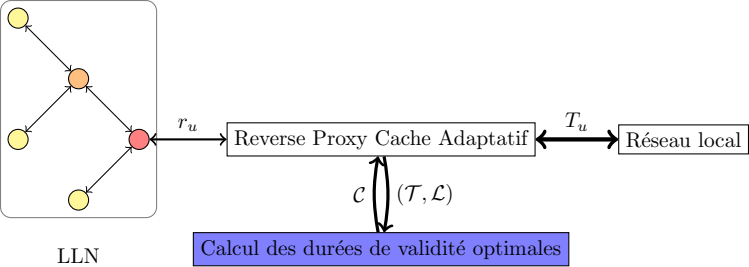 r_u
T_u
Reverse Proxy Cache Adaptatif
Réseau local
𝒞
(𝒯, ℒ)
LLN
Calcul des durées de validité optimales